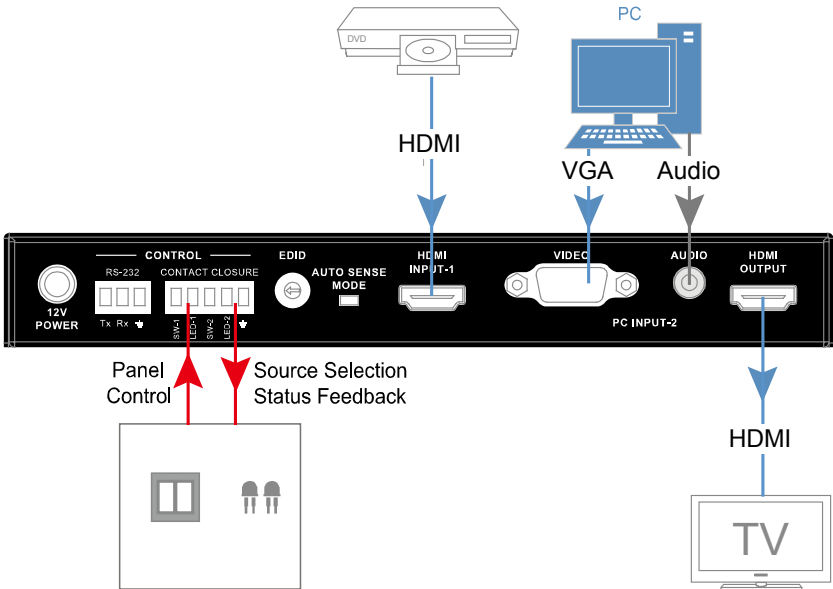 DVD
PC
HDMI
VGA
Audio
CONTROL
RS-232
CONTACT CLOSURE
EDID
AUTO SENSE
MODE
HDMI
INPUT-1
VIDEO
AUDIO
HDMI
OUTPUT
12V
POWER
Tx Rx
SW-1
LED-1
SW-2
LED-2
PC INPUT-2
Panel
Control
Source Selection
Status Feedback
HDMI
TV